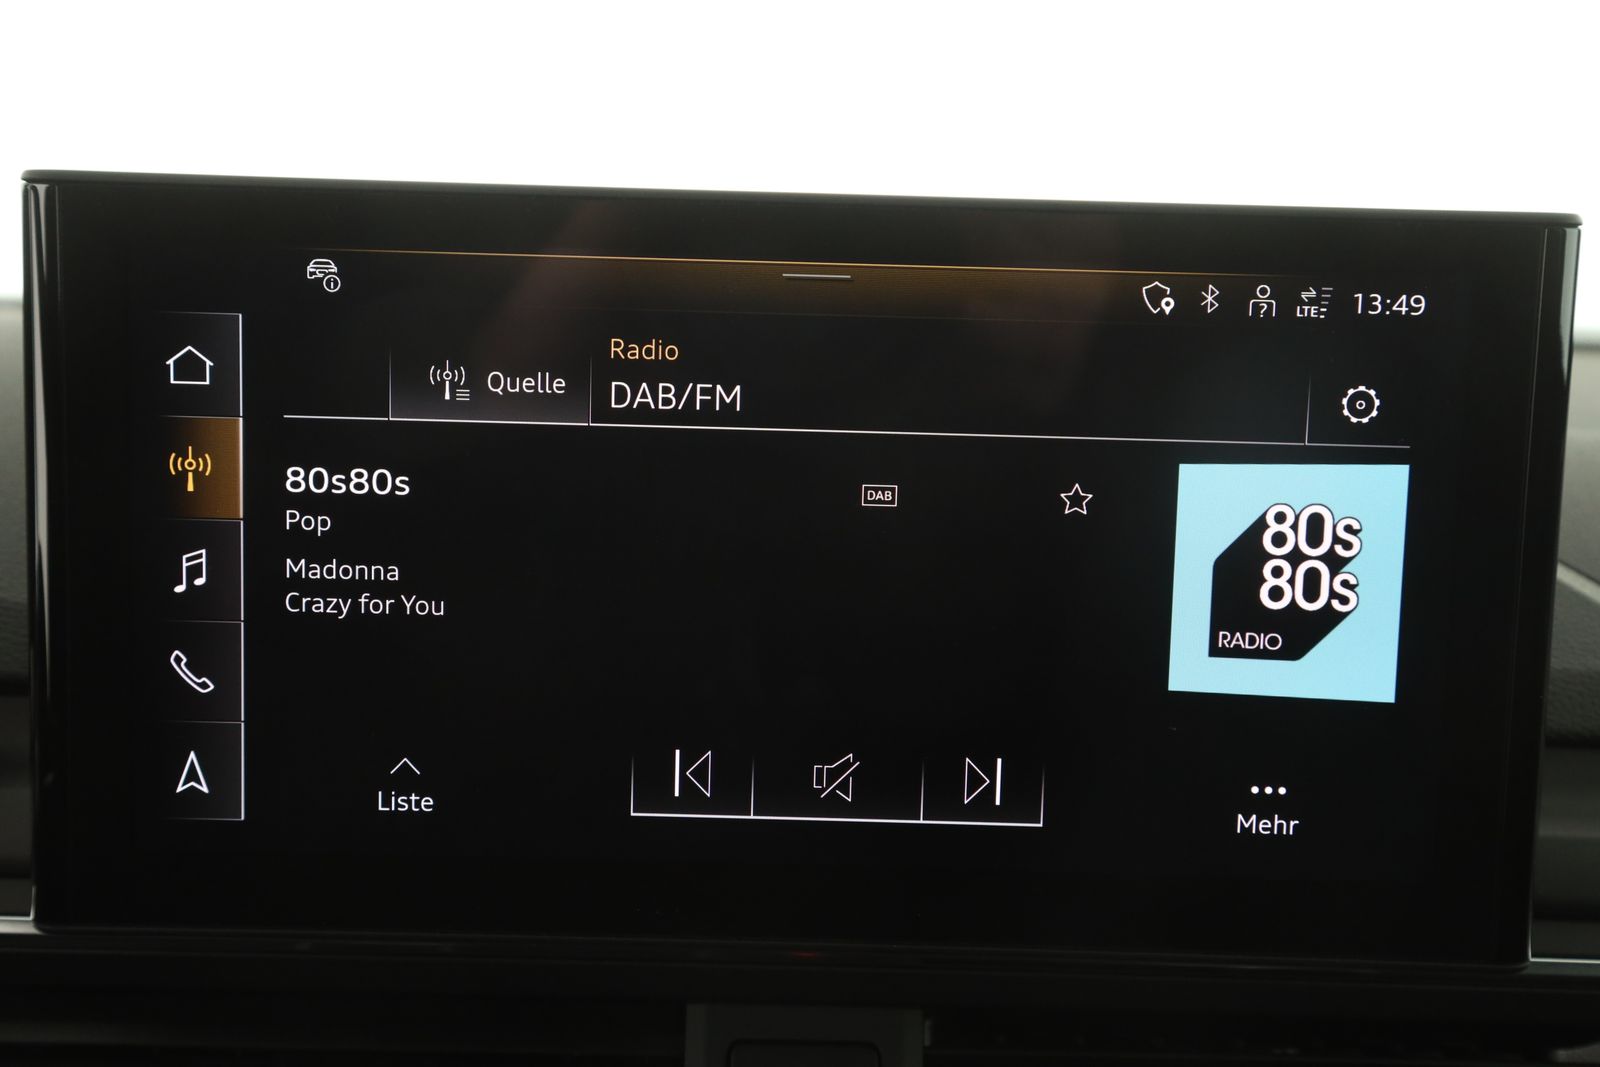 LTE
13:49
Quelle
Radio
DAB/FM
80s80s
Pop
DAB
Madonna
Crazy for You
80s
80s
RADIO
Liste
Mehr